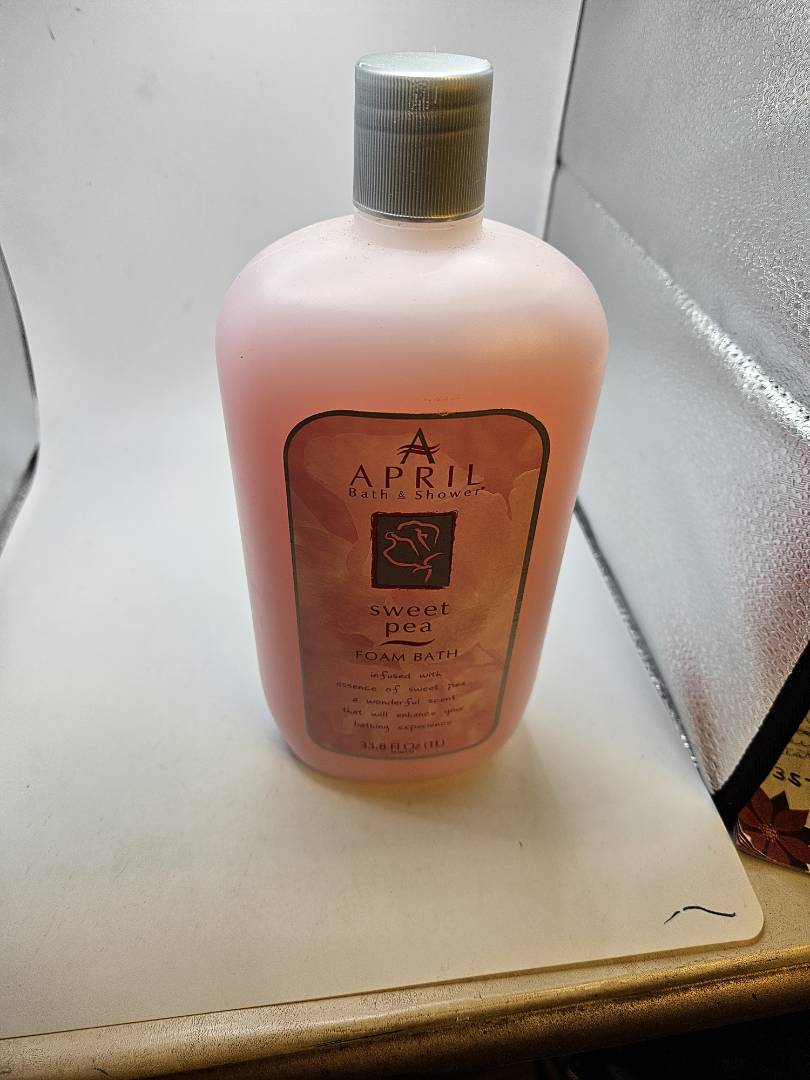 A
APRIL
Bath & Shower
sweet
pea
FOAM BATH
infused with
essence of sweet pea
a wonderful scent
that will enhance your
bathing experience
33.8 Fl Oz (1L)
35-